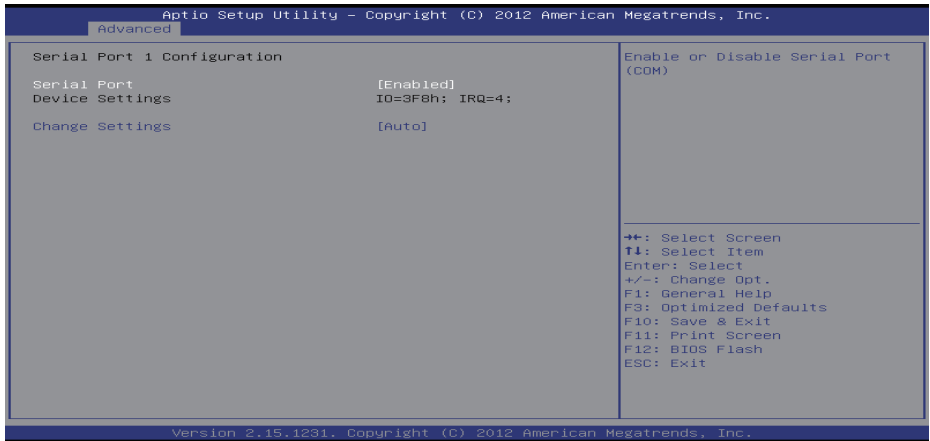 Aptio Setup Utility – Copyright (C) 2012 American Megatrends, Inc.
Advanced
Serial Port 1 Configuration
Serial Port [Enabled]
Device Settings IO=3F8h; IRQ=4;
Change Settings [Auto]
Enable or Disable Serial Port
(COM)
→←: Select Screen
↑↓: Select Item
Enter: Select
+/-: Change Opt.
F1: General Help
F3: Optimized Defaults
F10: Save & Exit
F11: Print Screen
F12: BIOS Flash
ESC: Exit
Version 2.15.1231. Copyright (C) 2012 American Megatrends, Inc.